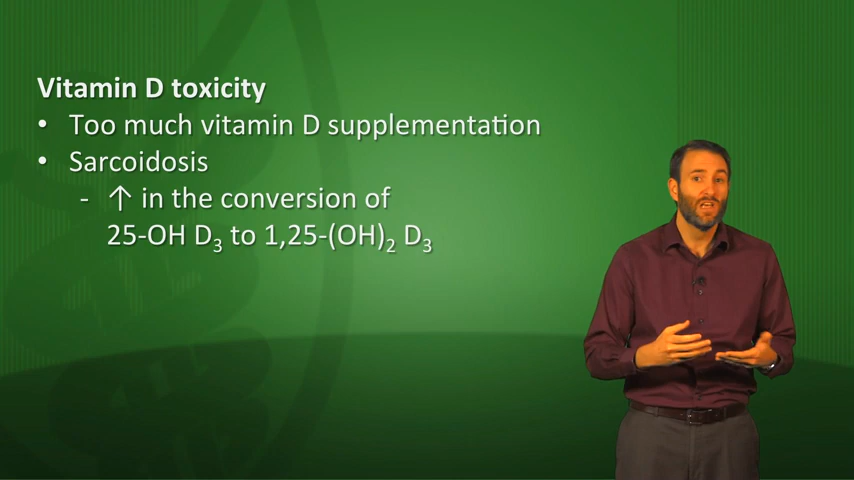 Vitamin D toxicity
• Too much vitamin D supplementation
• Sarcoidosis
- ↑ in the conversion of
25-OH D₃ to 1,25-(OH)₂ D₃